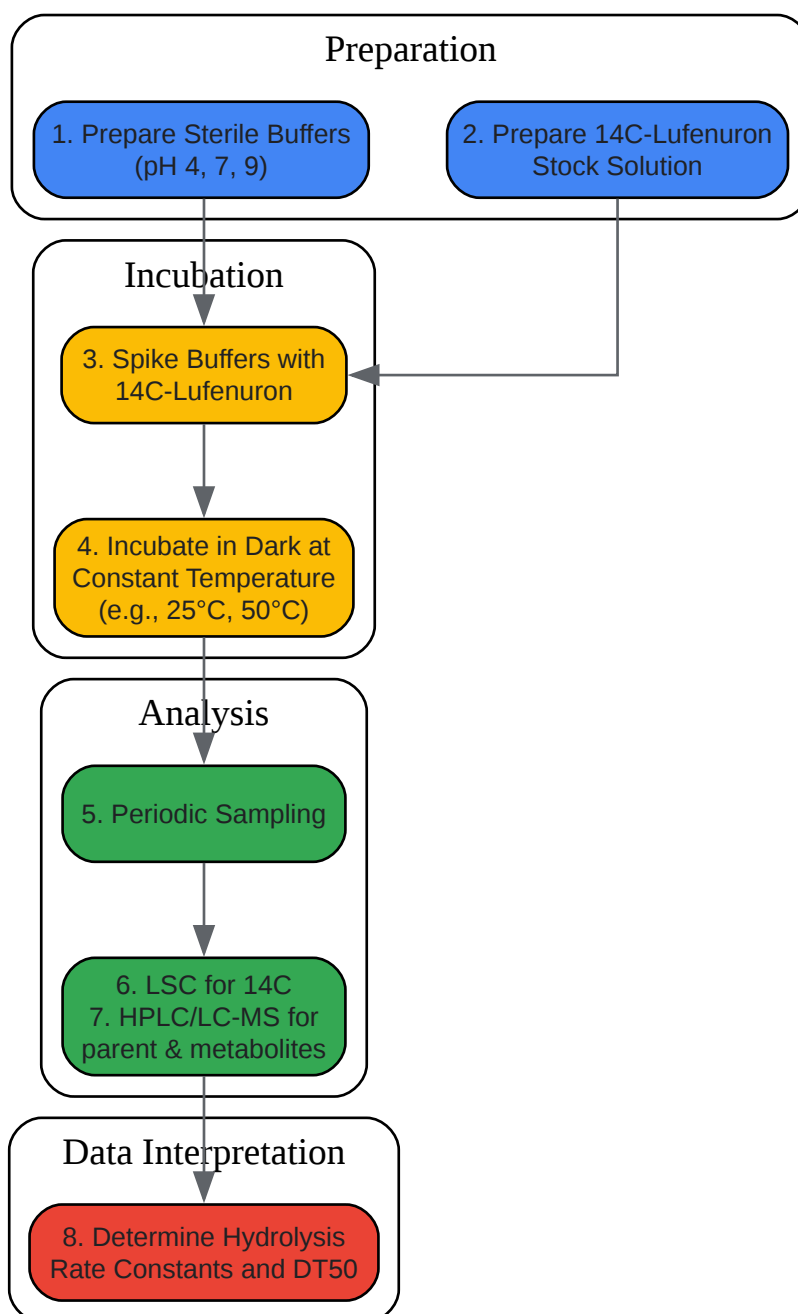 Preparation
1. Prepare Sterile Buffers
(pH 4, 7, 9)
2. Prepare 14C-Lufenuron
Stock Solution
Incubation
3. Spike Buffers with
14C-Lufenuron
4. Incubate in Dark at
Constant Temperature
(e.g., 25°C, 50°C)
Analysis
5. Periodic Sampling
6. LSC for 14C
7. HPLC/LC-MS for
parent & metabolites
Data Interpretation
8. Determine Hydrolysis
Rate Constants and DT50